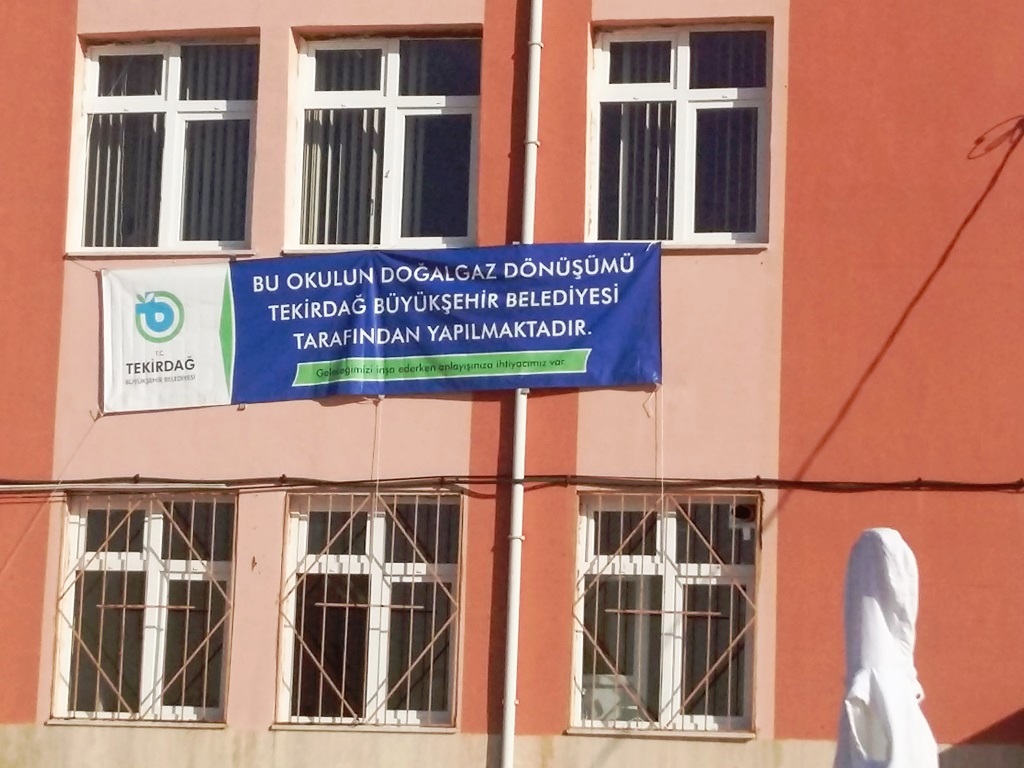 T.C.
TEKİRDAĞ
BÜYÜKŞEHİR BELEDİYESİ
BU OKULUN DOĞALGAZ DÖNÜŞÜMÜ
TEKİRDAĞ BÜYÜKŞEHİR BELEDİYESİ
TARAFINDAN YAPILMAKTADIR.
Geleceğimizi inşa ederken anlayışınıza ihtiyacımız var.